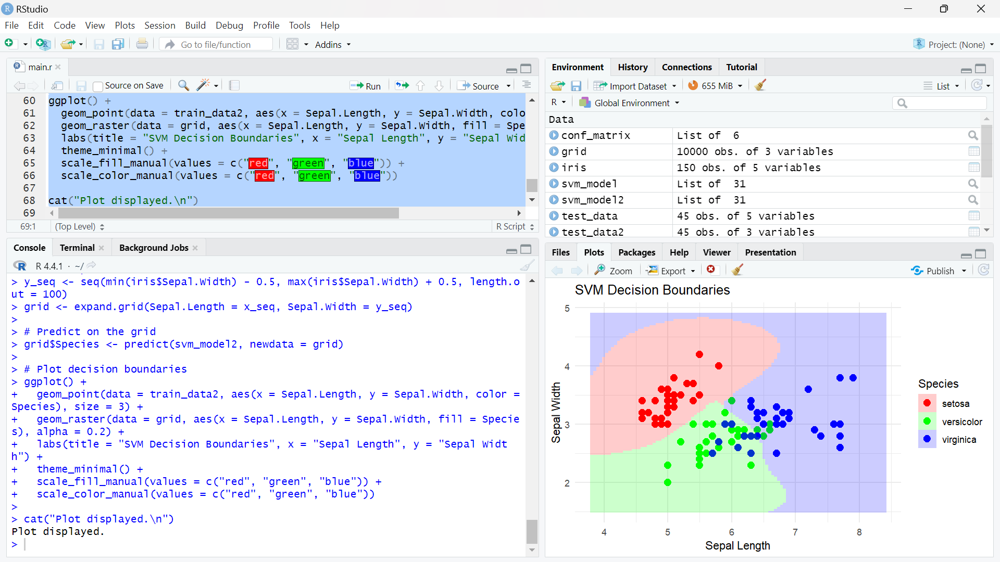 RStudio
File Edit Code View Plots Session Build Debug Profile Tools Help
Go to file/function
Addins
Project: (None)
main.r
Source on Save
Run
Source
60 ggplot() +
61   geom_point(data = train_data2, aes(x = Sepal.Length, y = Sepal.Width, colo
62   geom_raster(data = grid, aes(x = Sepal.Length, y = Sepal.Width, fill = Spe
63   labs(title = "SVM Decision Boundaries", x = "Sepal Length", y = "Sepal Wid
64   theme_minimal() +
65   scale_fill_manual(values = c("red", "green", "blue")) +
66   scale_color_manual(values = c("red", "green", "blue"))
67
68 cat("Plot displayed.\n")
69
69:1 (Top Level) R Script
Console Terminal Background Jobs
R 4.4.1 · ~/
> y_seq <- seq(min(iris$Sepal.Width) - 0.5, max(iris$Sepal.Width) + 0.5, length.o
ut = 100)
> grid <- expand.grid(Sepal.Length = x_seq, Sepal.Width = y_seq)
>
> # Predict on the grid
> grid$Species <- predict(svm_model2, newdata = grid)
>
> # Plot decision boundaries
> ggplot() +
+   geom_point(data = train_data2, aes(x = Sepal.Length, y = Sepal.Width, color =
Species), size = 3) +
+   geom_raster(data = grid, aes(x = Sepal.Length, y = Sepal.Width, fill = Specie
s), alpha = 0.2) +
+   labs(title = "SVM Decision Boundaries", x = "Sepal Length", y = "Sepal Widt
h") +
+   theme_minimal() +
+   scale_fill_manual(values = c("red", "green", "blue")) +
+   scale_color_manual(values = c("red", "green", "blue"))
>
> cat("Plot displayed.\n")
Plot displayed.
>
Environment History Connections Tutorial
Import Dataset
655 MiB
List
R
Global Environment
Data
conf_matrix List of 6
grid 10000 obs. of 3 variables
iris 150 obs. of 5 variables
svm_model List of 31
svm_model2 List of 31
test_data 45 obs. of 5 variables
test_data2 45 obs. of 3 variables
Files Plots Packages Help Viewer Presentation
Zoom Export Publish
SVM Decision Boundaries
5
4
3
2
Sepal Width
4 5 6 7 8
Sepal Length
Species
setosa
versicolor
virginica